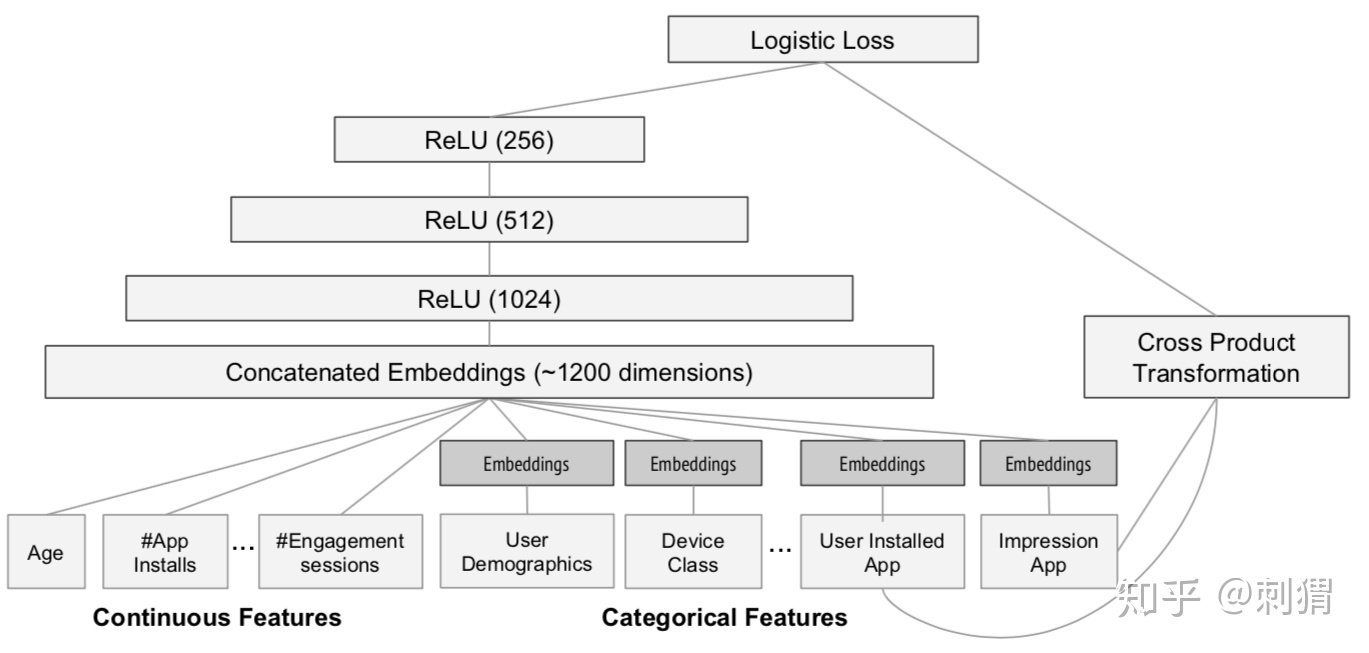 Logistic Loss
ReLU (256)
ReLU (512)
ReLU (1024)
Concatenated Embeddings (~1200 dimensions)
Cross Product
Transformation
Embeddings
Embeddings
Embeddings
Embeddings
Age
#App
Installs
...
#Engagement
sessions
User
Demographics
Device
Class
...
User Installed
App
Impression
App
Continuous Features
Categorical Features
知乎 @刺猬